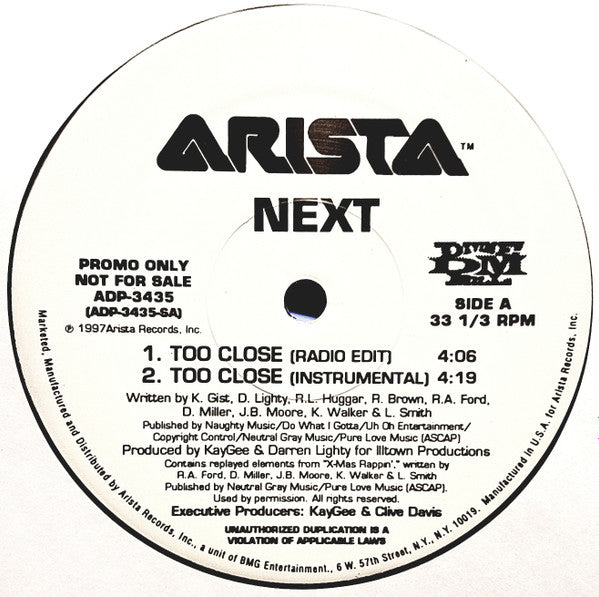 ARISTA™
NEXT
PROMO ONLY
NOT FOR SALE
ADP-3435
(ADP-3435-SA)
℗ 1997 Arista Records, Inc.
DIVINE
MILL
SIDE A
33 1/3 RPM
1. TOO CLOSE (RADIO EDIT) 4:06
2. TOO CLOSE (INSTRUMENTAL) 4:19
Written by K. Gist, D. Lighty, R.L. Huggar, R. Brown, R.A. Ford,
D. Miller, J.B. Moore, K. Walker & L. Smith
Published by Naughty Music/Do What I Gotta/Uh Oh Entertainment/
Copyright Control/Neutral Gray Music/Pure Love Music (ASCAP)
Produced by KayGee & Darren Lighty for Illtown Productions
Contains replayed elements from "X-Mas Rappin'," written by
R.A. Ford, D. Miller, J.B. Moore, K. Walker & L. Smith
Published by Neutral Gray Music/Pure Love Music (ASCAP).
Used by permission. All rights reserved.
Executive Producers: KayGee & Clive Davis
UNAUTHORIZED DUPLICATION IS A
VIOLATION OF APPLICABLE LAWS
Marketed, Manufactured and Distributed by Arista Records, Inc., a unit of BMG Entertainment., 6 W. 57th Street, N.Y., N.Y. 10019. Manufactured in U.S.A. for Arista Records, Inc.